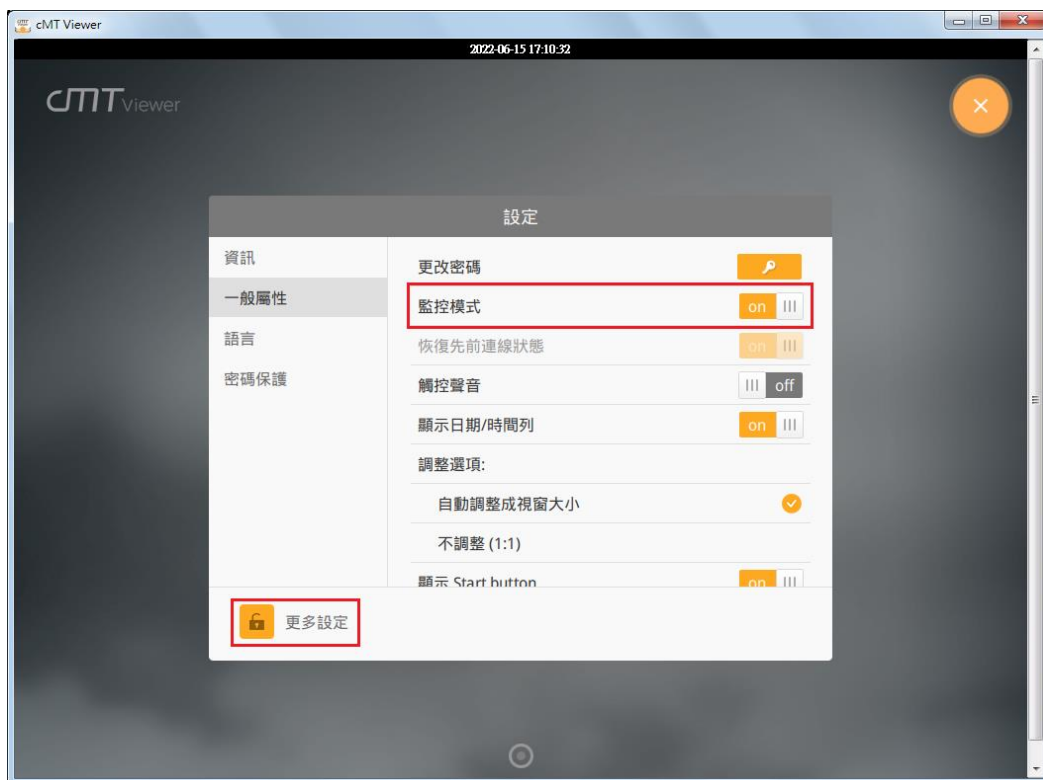 cMT Viewer
2022-06-15 17:10:32
cMT Viewer
設定
資訊
一般屬性
語言
密碼保護
更改密碼
監控模式 on
恢復先前連線狀態 on
觸控聲音 off
顯示日期/時間列 on
調整選項:
自動調整成視窗大小
不調整 (1:1)
顯示 Start button on
更多設定